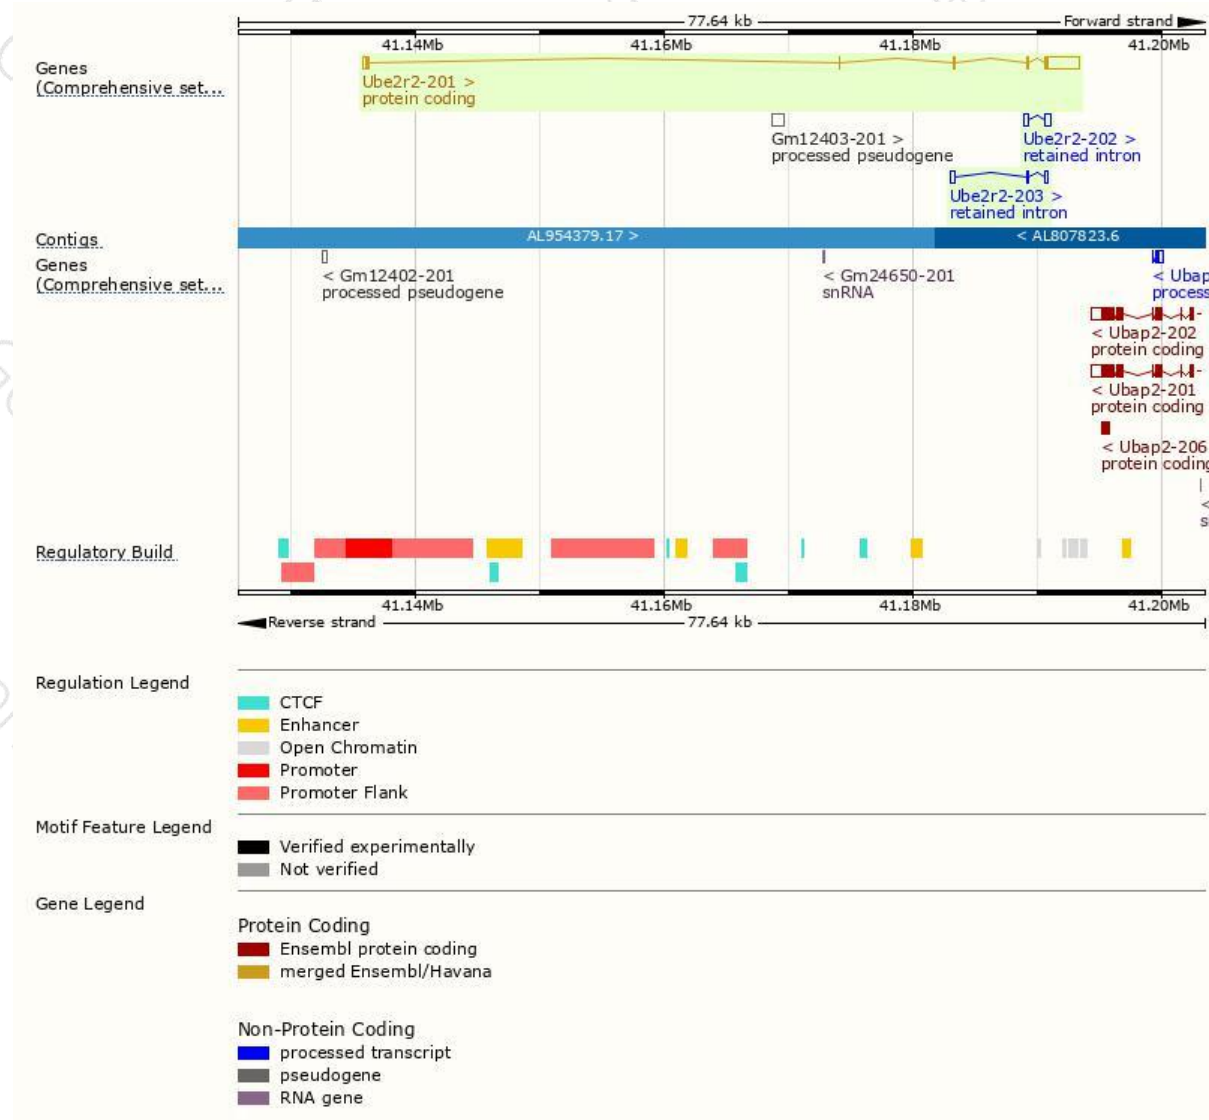 77.64 kb
Forward strand
41.14Mb 41.16Mb 41.18Mb 41.20Mb
Genes
(Comprehensive set...
Ube2r2-201 >
protein coding
Gm12403-201 >
processed pseudogene
Ube2r2-202 >
retained intron
Ube2r2-203 >
retained intron
Contigs
AL954379.17 >
< AL807823.6
Genes
(Comprehensive set...
< Gm12402-201
processed pseudogene
< Gm24650-201
snRNA
< Ubap
process
< Ubap2-202
protein coding
< Ubap2-201
protein coding
< Ubap2-206
protein coding
<
s
Regulatory Build
41.14Mb 41.16Mb 41.18Mb 41.20Mb
Reverse strand
77.64 kb
Regulation Legend
CTCF
Enhancer
Open Chromatin
Promoter
Promoter Flank
Motif Feature Legend
Verified experimentally
Not verified
Gene Legend
Protein Coding
Ensembl protein coding
merged Ensembl/Havana
Non-Protein Coding
processed transcript
pseudogene
RNA gene